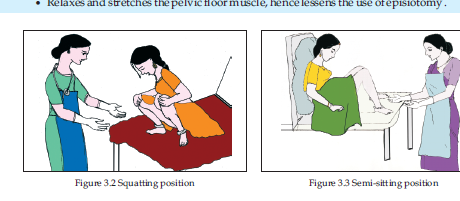 • Relaxes and stretches the pelvic floor muscle, hence lessens the use of episiotomy .
Figure 3.2 Squatting position
Figure 3.3 Semi-sitting position